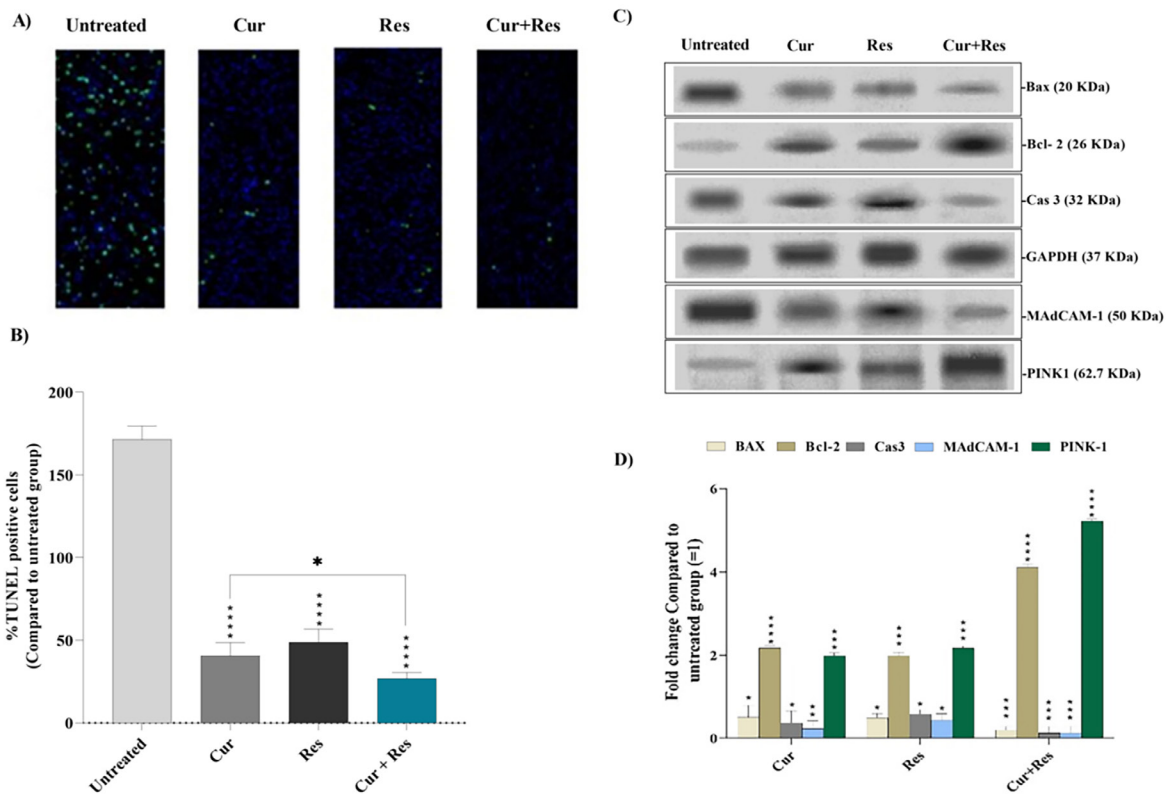 A)
Untreated Cur Res Cur+Res
B)
200
150
100
50
0
%TUNEL positive cells
(Compared to untreated group)
*
****
****
****
Untreated Cur Res Cur + Res
C)
Untreated Cur Res Cur+Res
-Bax (20 KDa)
-Bcl- 2 (26 KDa)
-Cas 3 (32 KDa)
-GAPDH (37 KDa)
-MAdCAM-1 (50 KDa)
-PINK1 (62.7 KDa)
D)
BAX Bcl-2 Cas3 MAdCAM-1 PINK-1
6
4
2
0
Fold change Compared to
untreated group (=1)
* **** * ** ***
* *** * * ***
*** **** *** *** ****
Cur Res Cur+Res